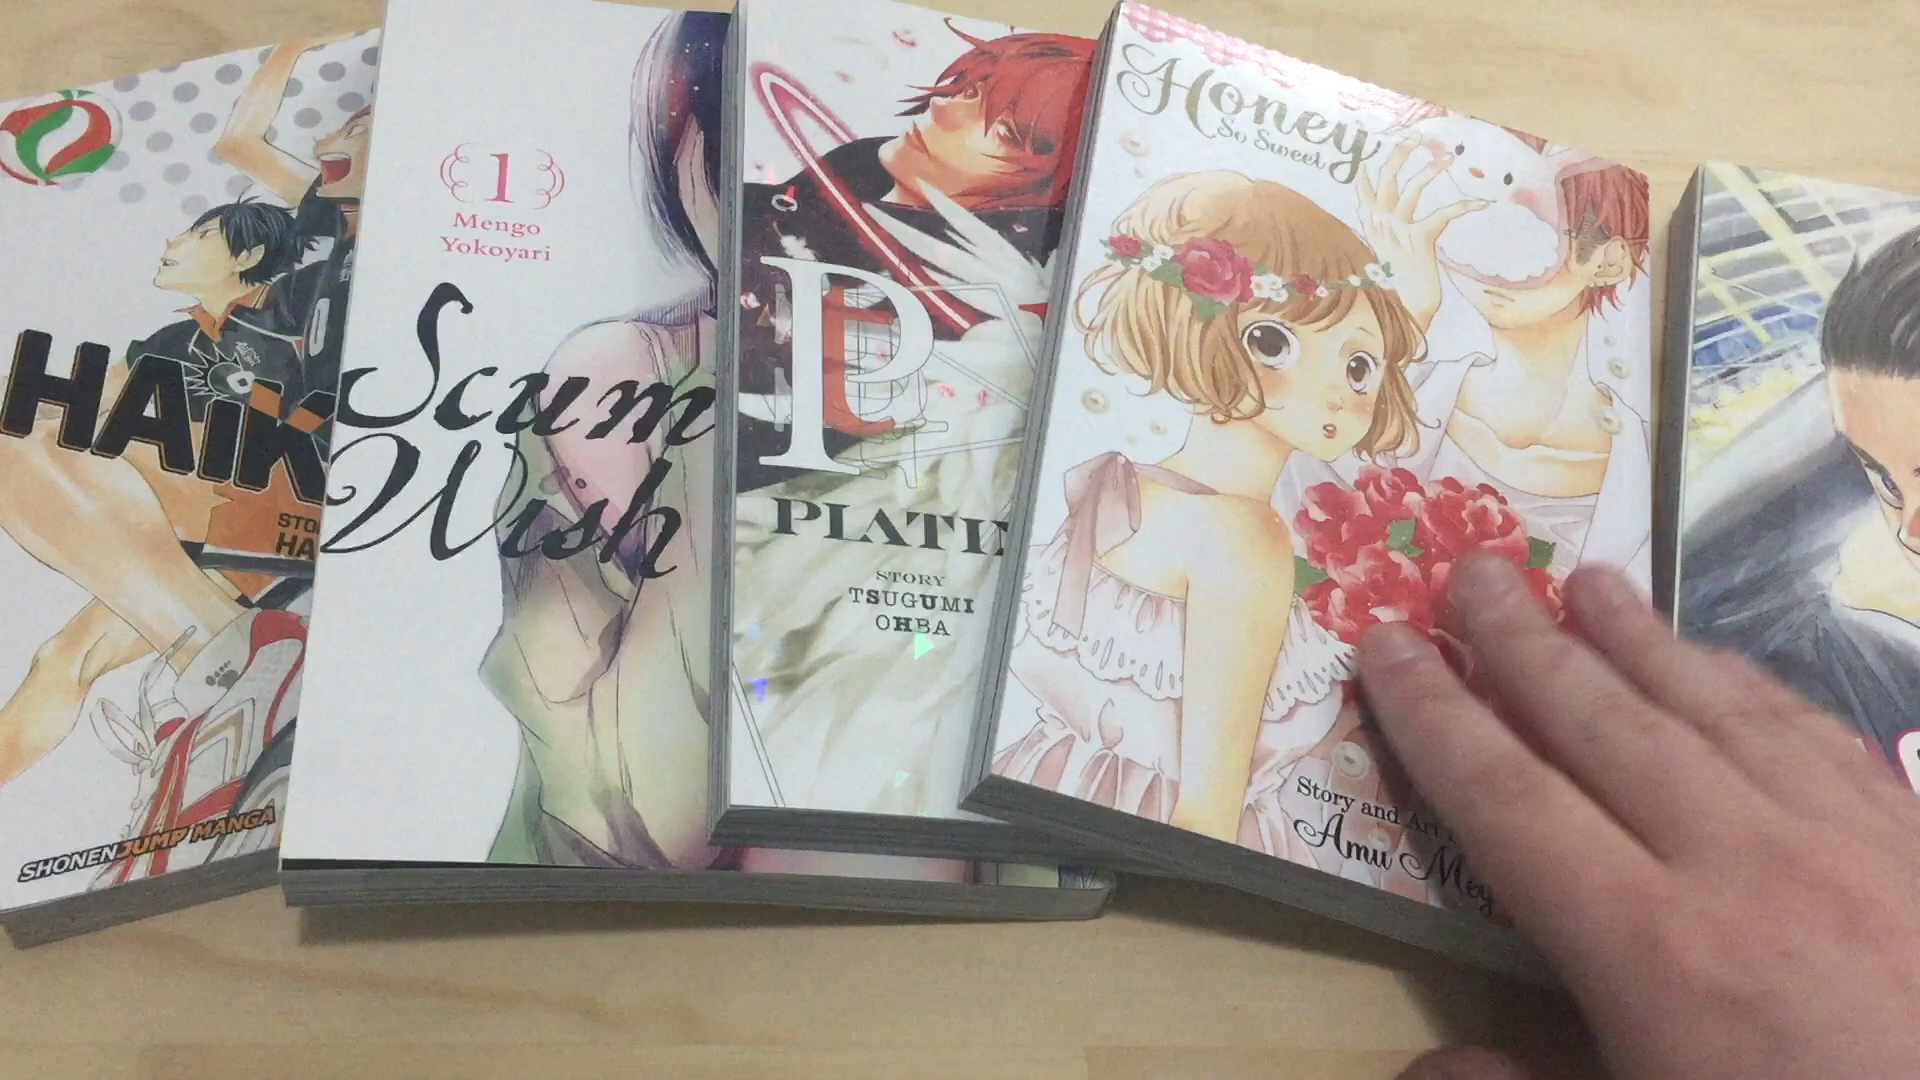 HAIK
STO
HA
SHONEN JUMP MANGA
1
Mengo
Yokoyari
Scum
Wish
PLATI
STORY
TSUGUMI
OHBA
Honey
So Sweet
Story and Art
Amu Mey